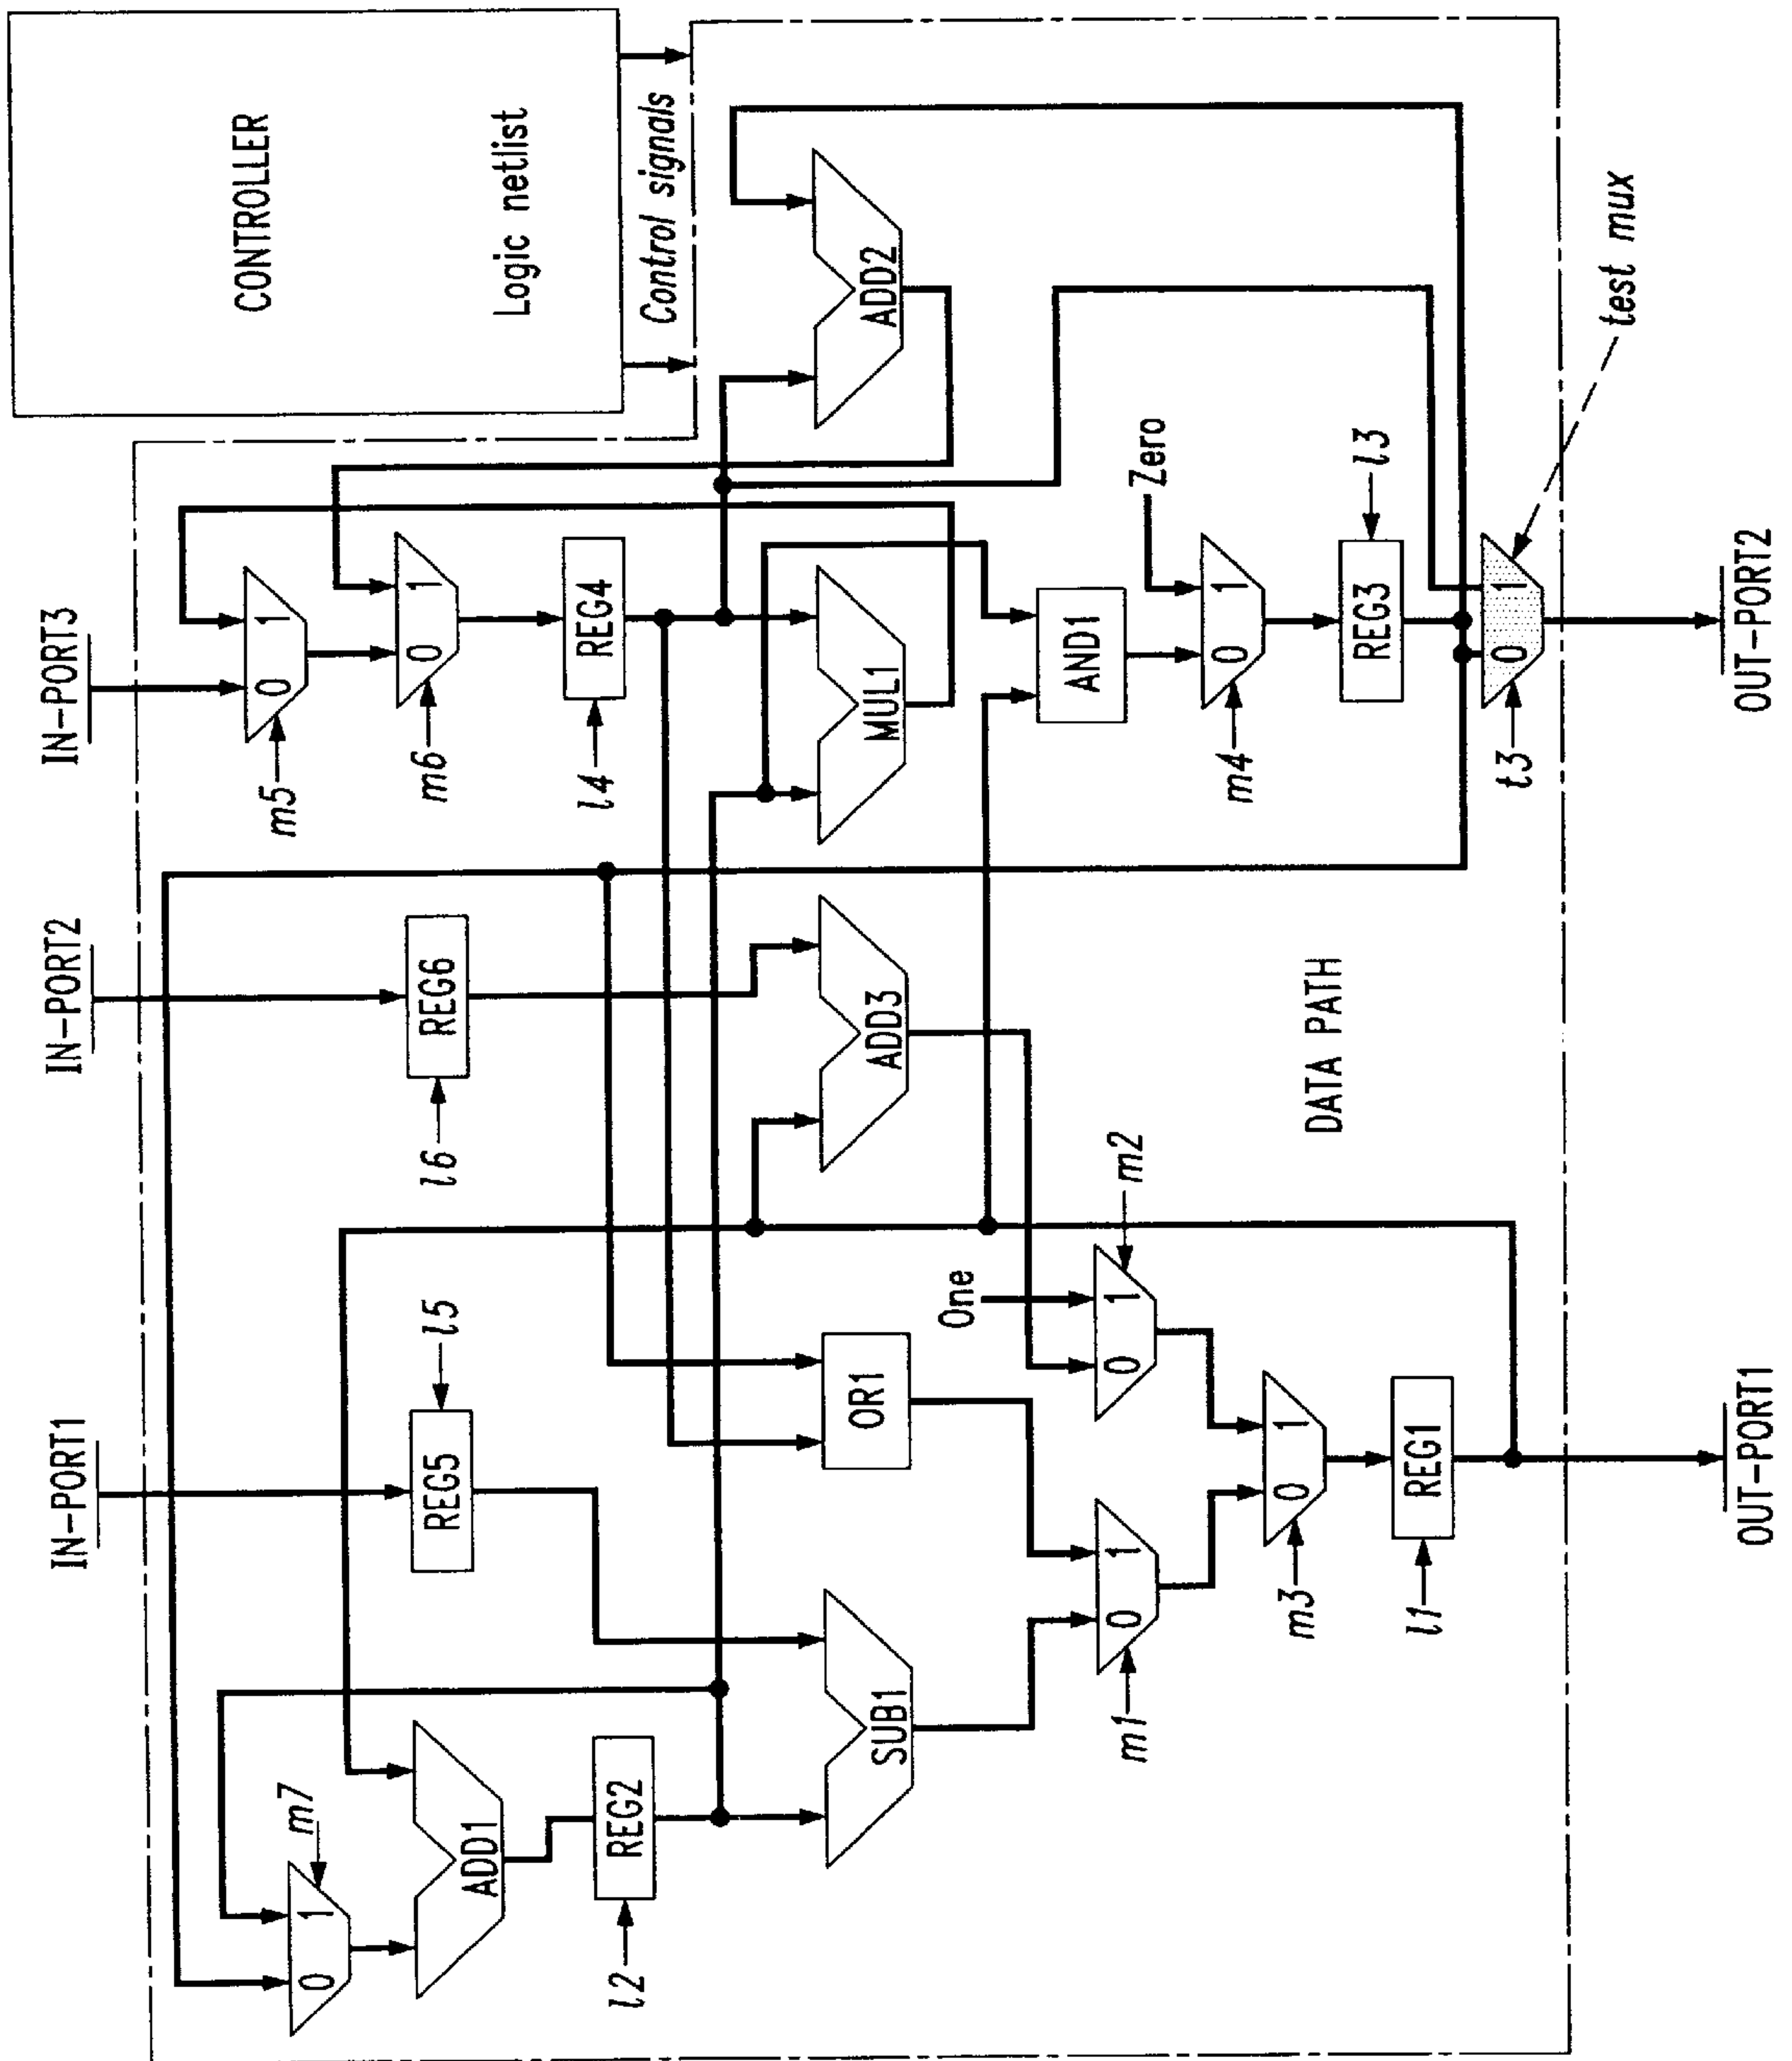 CONTROLLER
Logic netlist
Control signals
IN-PORT1
IN-PORT2
IN-PORT3
0 1
m7
ADD1
REG2
l2
REG5
l5
REG6
l6
0 1
m5
0 1
m6
REG4
l4
SUB1
OR1
ADD3
MUL1
ADD2
One
0 1
m1
0 1
m2
0 1
m3
REG1
l1
AND1
Zero
0 1
m4
REG3
l3
0 1
t3
test mux
DATA PATH
OUT-PORT1
OUT-PORT2